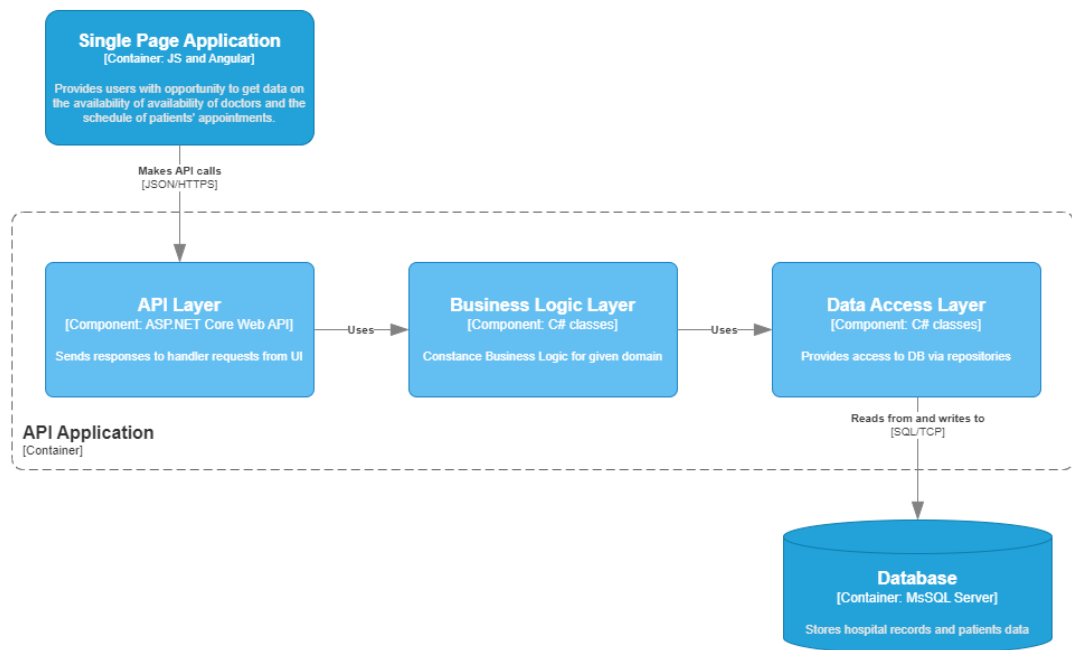 Single Page Application
[Container: JS and Angular]
Provides users with opportunity to get data on
the availability of availability of doctors and the
schedule of patients' appointments.
Makes API calls
[JSON/HTTPS]
API Layer
[Component: ASP.NET Core Web API]
Sends responses to handler requests from UI
Uses
Business Logic Layer
[Component: C# classes]
Constance Business Logic for given domain
Uses
Data Access Layer
[Component: C# classes]
Provides access to DB via repositories
API Application
[Container]
Reads from and writes to
[SQL/TCP]
Database
[Container: MsSQL Server]
Stores hospital records and patients data